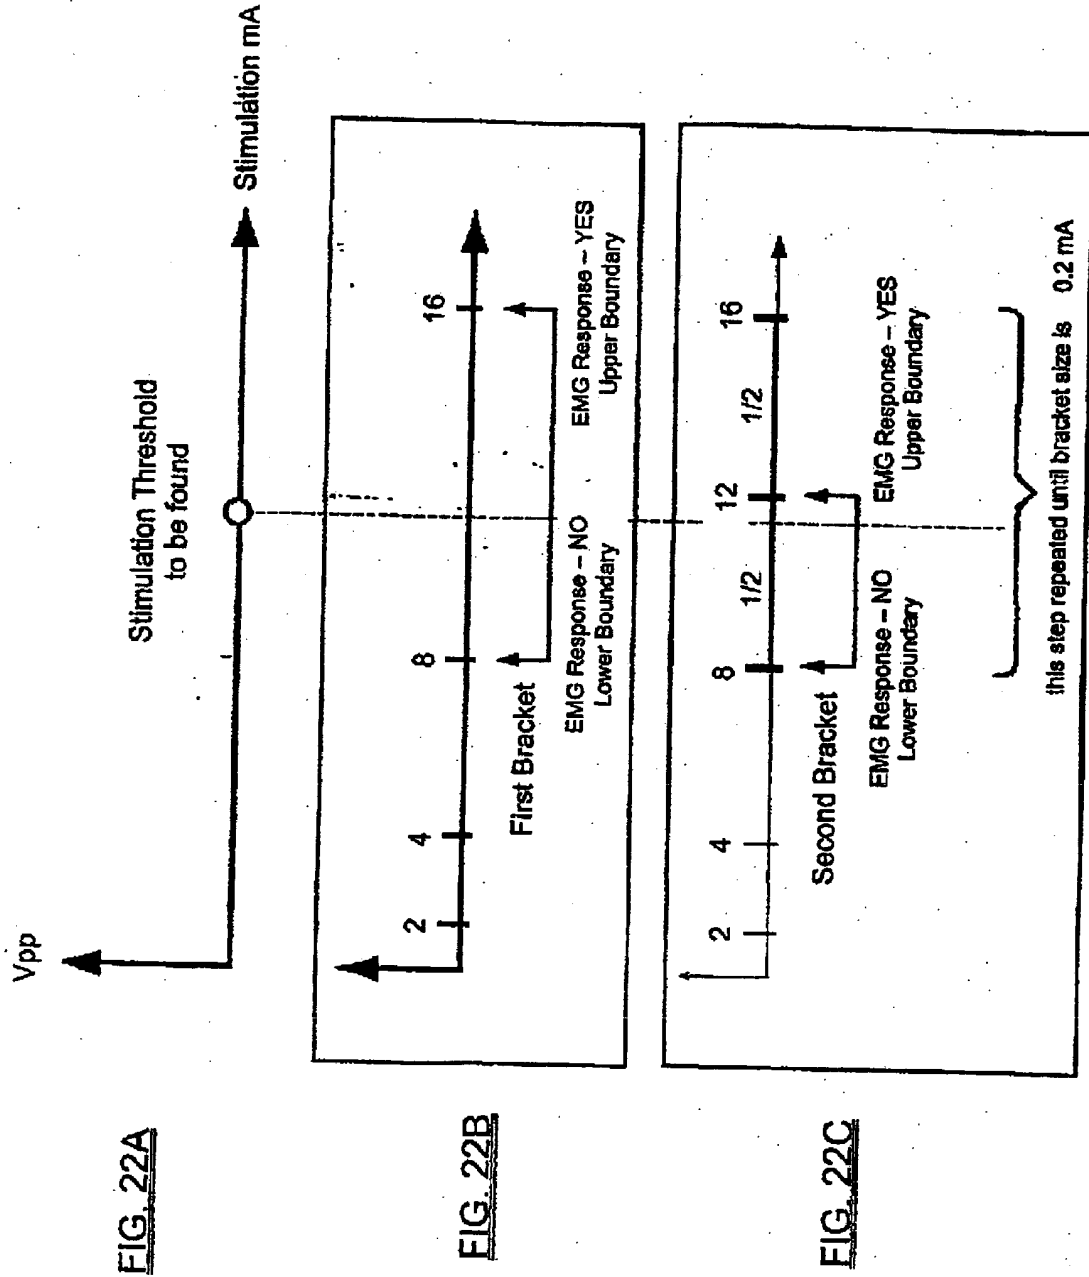 FIG. 22A
Vpp
Stimulation Threshold
to be found
Stimulation mA
FIG. 22B
2
4
8
16
First Bracket
EMG Response – NO
Lower Boundary
EMG Response – YES
Upper Boundary
FIG. 22C
2
4
8
1/2
12
1/2
16
Second Bracket
EMG Response – NO
Lower Boundary
EMG Response – YES
Upper Boundary
this step repeated until bracket size is 0.2 mA